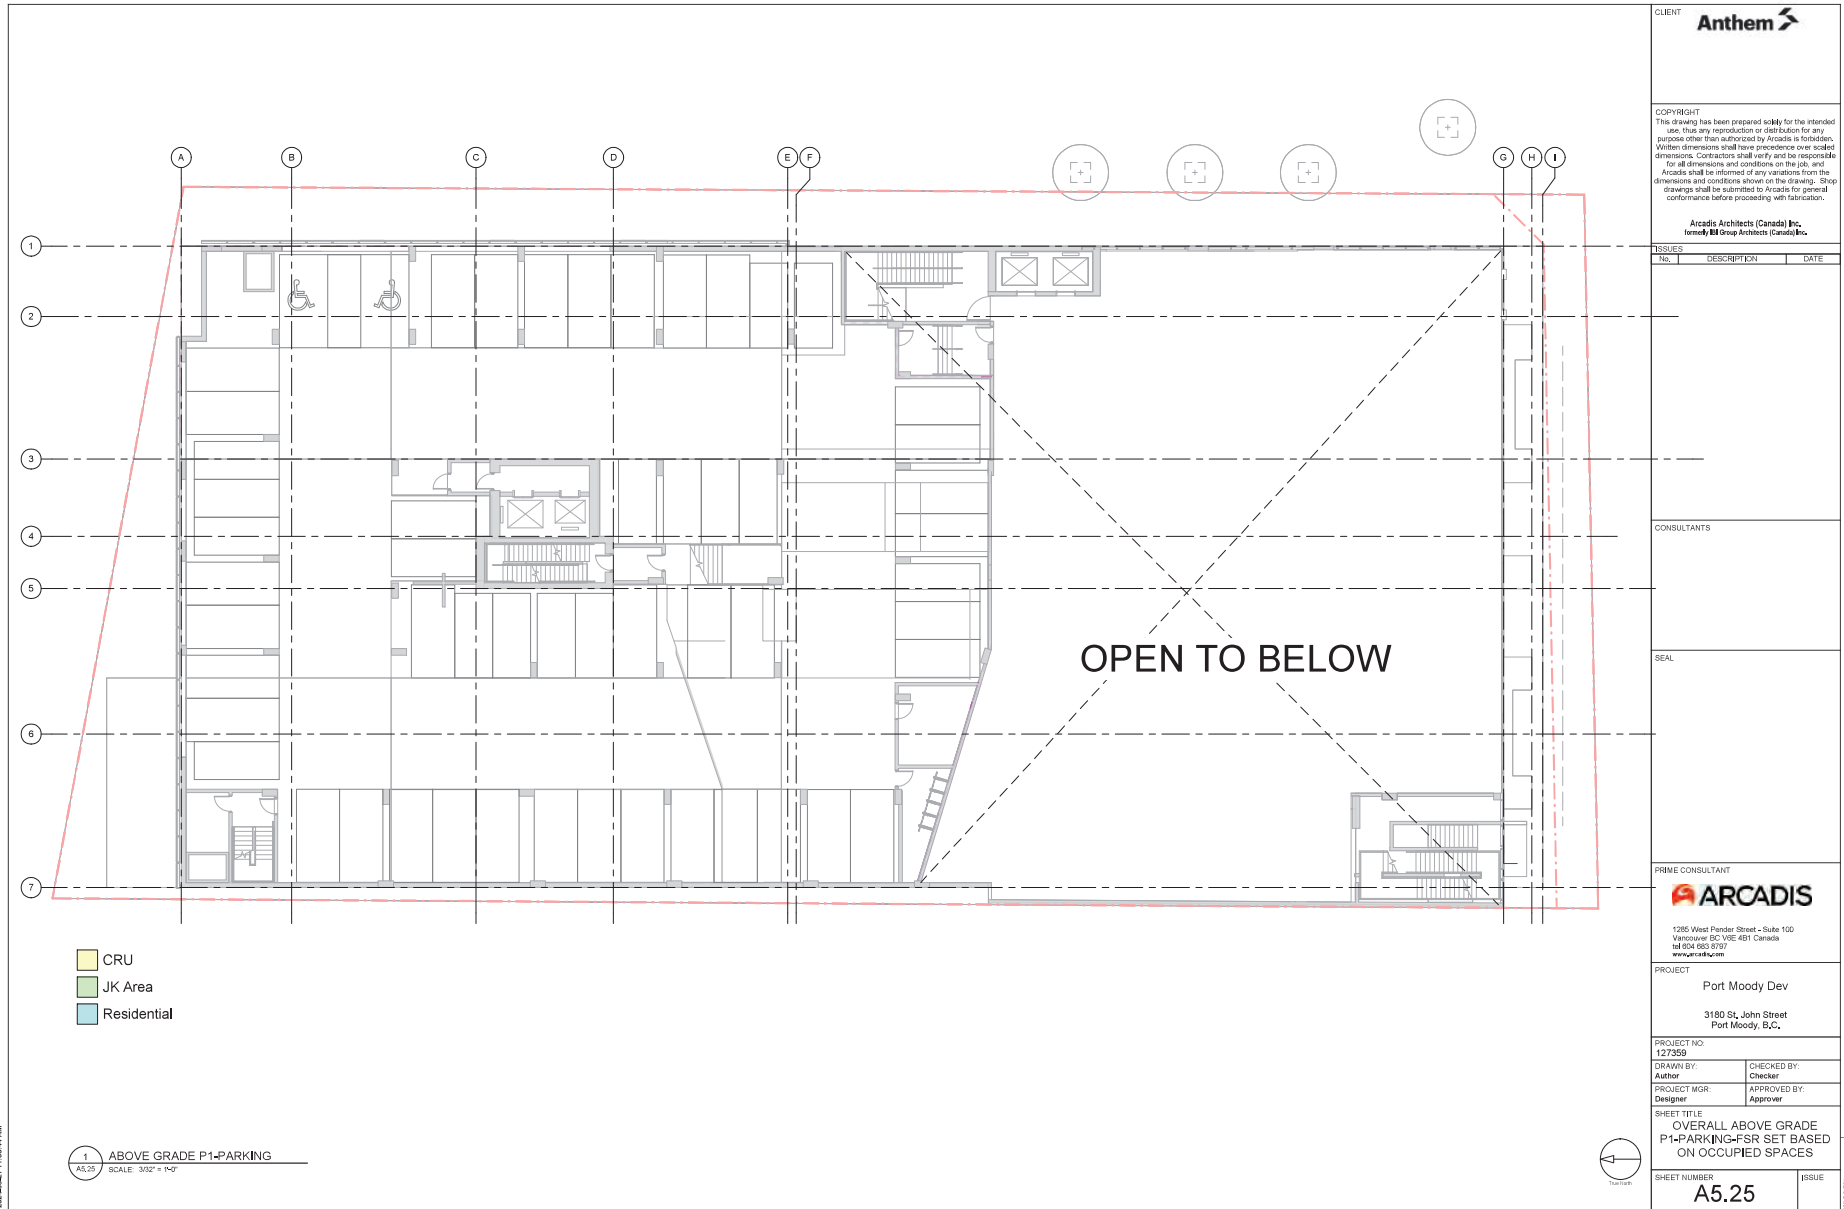 CLIENT
Anthem
COPYRIGHT
This drawing has been prepared solely for the intended
use, thus any reproduction or distribution for any
purpose other than authorized by Arcadis is forbidden.
Written dimensions shall have precedence over scaled
dimensions. Contractors shall verify and be responsible
for all dimensions and conditions on the job, and
Arcadis shall be informed of any variations from the
dimensions and conditions shown on the drawing. Shop
drawings shall be submitted to Arcadis for general
conformance before proceeding with fabrication.
Arcadis Architects (Canada) Inc.
formerly IBI Group Architects (Canada) Inc.
ISSUES
No. DESCRIPTION DATE
A B C D E F G H I
1
2
3
4
5
6
7
OPEN TO BELOW
CONSULTANTS
SEAL
PRIME CONSULTANT
ARCADIS
1285 West Pender Street - Suite 100
Vancouver BC V6E 4B1 Canada
tel 604 683 8797
www.arcadis.com
PROJECT
Port Moody Dev
3180 St. John Street
Port Moody, B.C.
PROJECT NO:
127359
DRAWN BY: CHECKED BY:
Author Checker
PROJECT MGR: APPROVED BY:
Designer Approver
SHEET TITLE
OVERALL ABOVE GRADE
P1-PARKING-FSR SET BASED
ON OCCUPIED SPACES
SHEET NUMBER ISSUE
A5.25
CRU
JK Area
Residential
1 ABOVE GRADE P1-PARKING
A5.25 SCALE: 3/32" = 1'-0"
True North